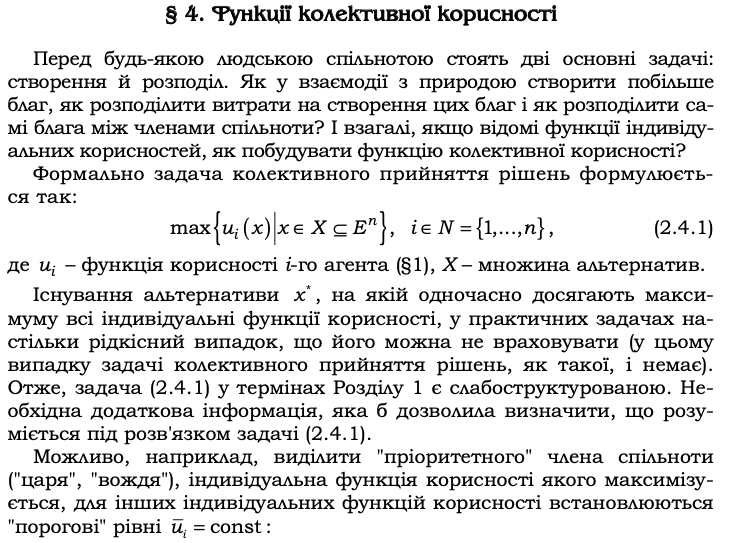 § 4. Функції колективної корисності
Перед будь-якою людською спільнотою стоять дві основні задачі:
створення й розподіл. Як у взаємодії з природою створити побільше
благ, як розподілити витрати на створення цих благ і як розподілити са-
мі блага між членами спільноти? І взагалі, якщо відомі функції індивіду-
альних корисностей, як побудувати функцію колективної корисності?
Формально задача колективного прийняття рішень формулюєть-
ся так:
max{uᵢ(x)|x ∈ X ⊆ Eⁿ}, i ∈ N = {1,...,n}, (2.4.1)
де uᵢ – функція корисності i-го агента (§1), X – множина альтернатив.
Існування альтернативи x*, на якій одночасно досягають макси-
муму всі індивідуальні функції корисності, у практичних задачах на-
стільки рідкісний випадок, що його можна не враховувати (у цьому
випадку задачі колективного прийняття рішень, як такої, і немає).
Отже, задача (2.4.1) у термінах Розділу 1 є слабоструктурованою. Не-
обхідна додаткова інформація, яка б дозволила визначити, що розу-
міється під розв'язком задачі (2.4.1).
Можливо, наприклад, виділити "пріоритетного" члена спільноти
("царя", "вождя"), індивідуальна функція корисності якого максимізу-
ється, для інших індивідуальних функцій корисності встановлюються
"порогові" рівні ūᵢ = const :